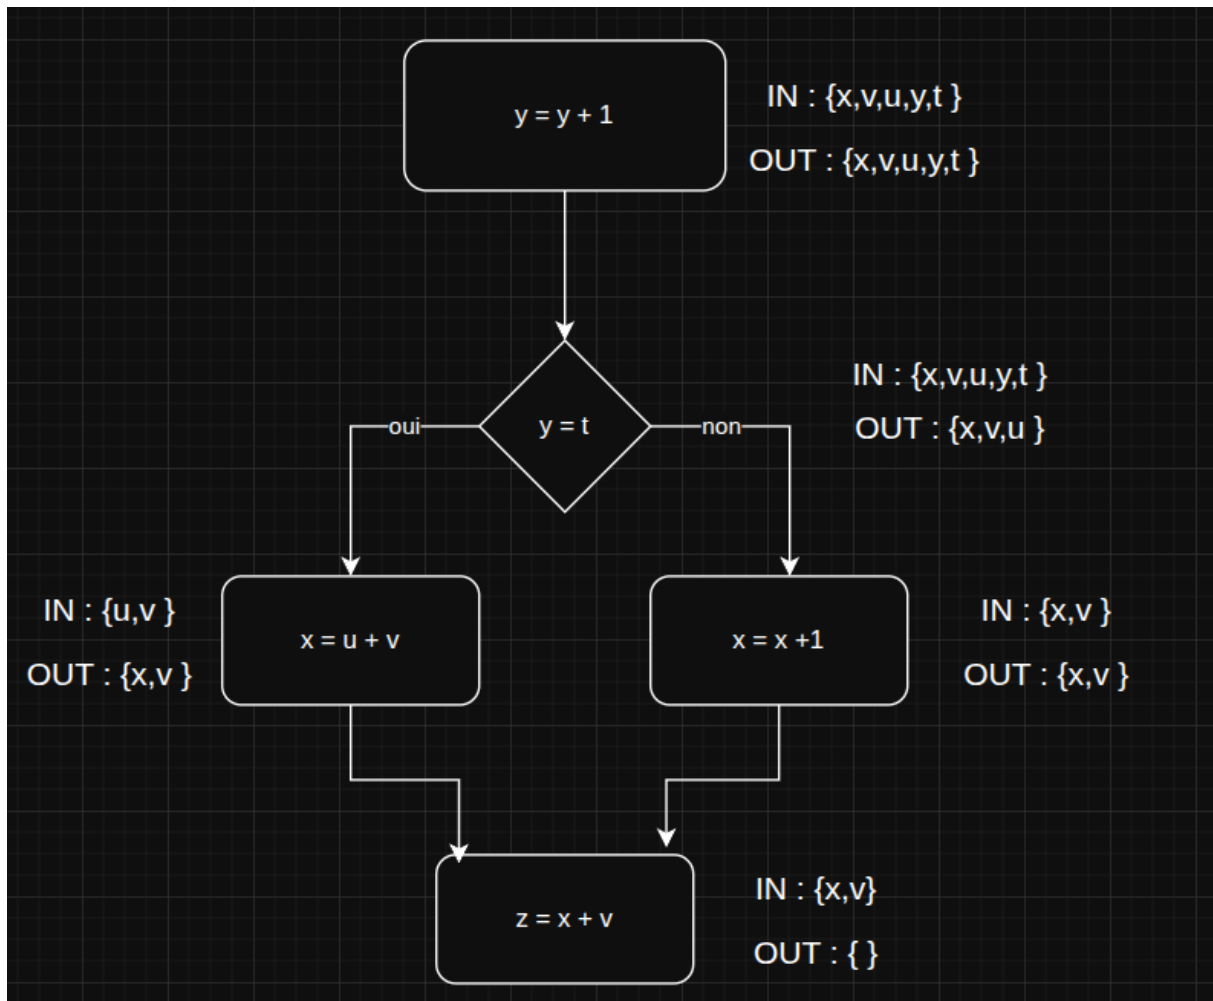 y = y + 1
IN : {x,v,u,y,t }
OUT : {x,v,u,y,t }
oui
y = t
non
IN : {x,v,u,y,t }
OUT : {x,v,u }
IN : {u,v }
OUT : {x,v }
x = u + v
x = x +1
IN : {x,v }
OUT : {x,v }
z = x + v
IN : {x,v}
OUT : { }